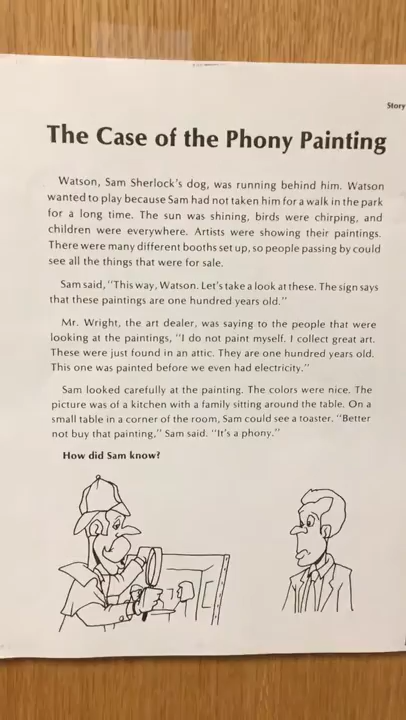 Story
The Case of the Phony Painting
Watson, Sam Sherlock's dog, was running behind him. Watson
wanted to play because Sam had not taken him for a walk in the park
for a long time. The sun was shining, birds were chirping, and
children were everywhere. Artists were showing their paintings.
There were many different booths set up, so people passing by could
see all the things that were for sale.
Sam said, "This way, Watson. Let's take a look at these. The sign says
that these paintings are one hundred years old."
Mr. Wright, the art dealer, was saying to the people that were
looking at the paintings, "I do not paint myself. I collect great art.
These were just found in an attic. They are one hundred years old.
This one was painted before we even had electricity."
Sam looked carefully at the painting. The colors were nice. The
picture was of a kitchen with a family sitting around the table. On a
small table in a corner of the room, Sam could see a toaster. "Better
not buy that painting," Sam said. "It's a phony."
How did Sam know?